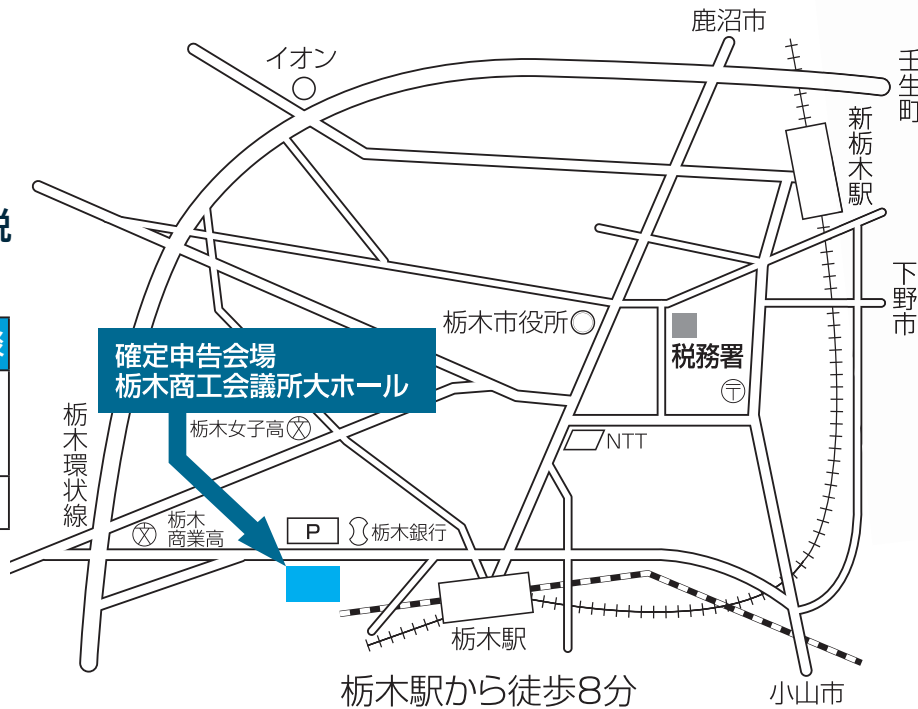 鹿沼市
イオン
壬生町
新栃木駅
税
下野市
栃木市役所
税務署
〒
確定申告会場
栃木商工会議所大ホール
栃木環状線
栃木女子高
文
NTT
文
栃木
商業高
P
栃木銀行
栃木駅
栃木駅から徒歩8分
小山市